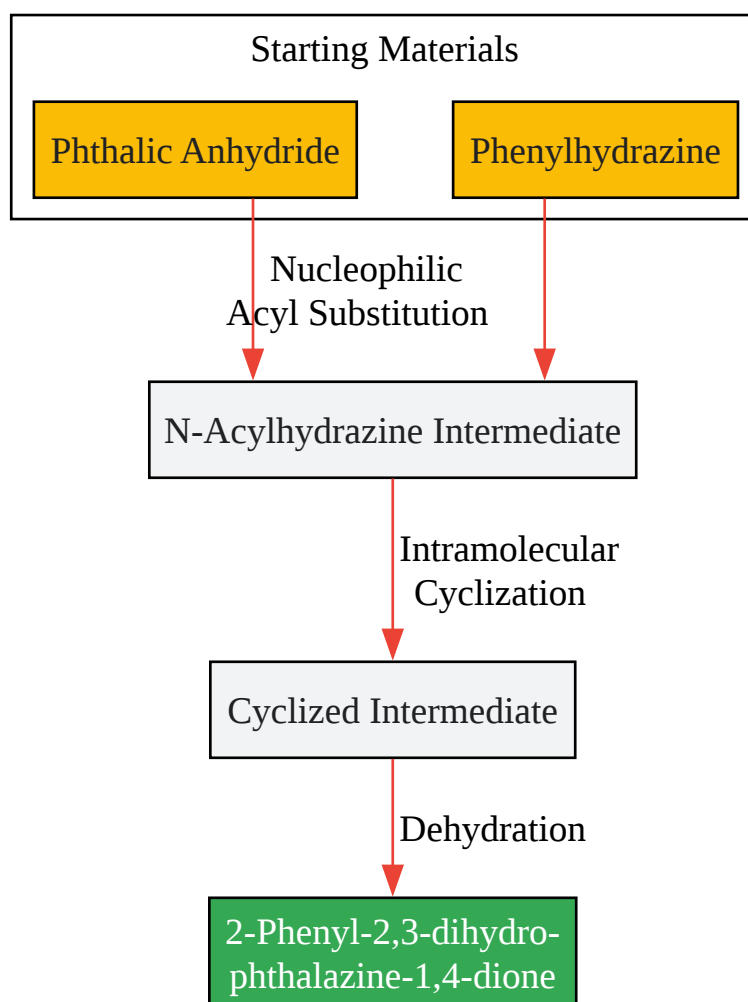 Starting Materials
Phthalic Anhydride
Phenylhydrazine
Nucleophilic
Acyl Substitution
N-Acylhydrazine Intermediate
Intramolecular
Cyclization
Cyclized Intermediate
Dehydration
2-Phenyl-2,3-dihydro-
phthalazine-1,4-dione